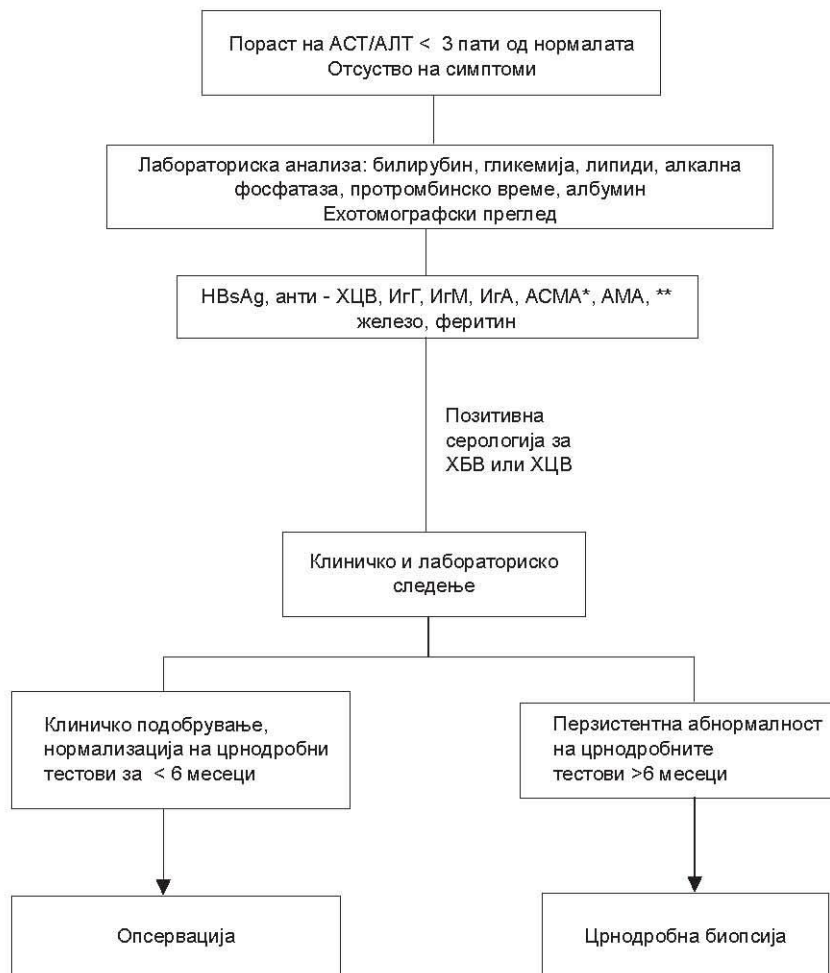 Пораст на АСТ/АЛТ < 3 пати од нормалата
Отсуство на симптоми
Лабораториска анализа: билирубин, гликемија, липиди, алкална
фосфатаза, протромбинско време, албумин
Ехотомографски преглед
HBsAg, анти - ХЦВ, ИгГ, ИгМ, ИгА, АСМА*, АМА, **
железо, феритин
Позитивна
серологија за
ХБВ или ХЦВ
Клиничко и лабораториско
следење
Клиничко подобрување,
нормализација на црнодробни
тестови за < 6 месеци
Перзистентна абнормалност
на црнодробните
тестови >6 месеци
Опсервација
Црнодробна биопсија